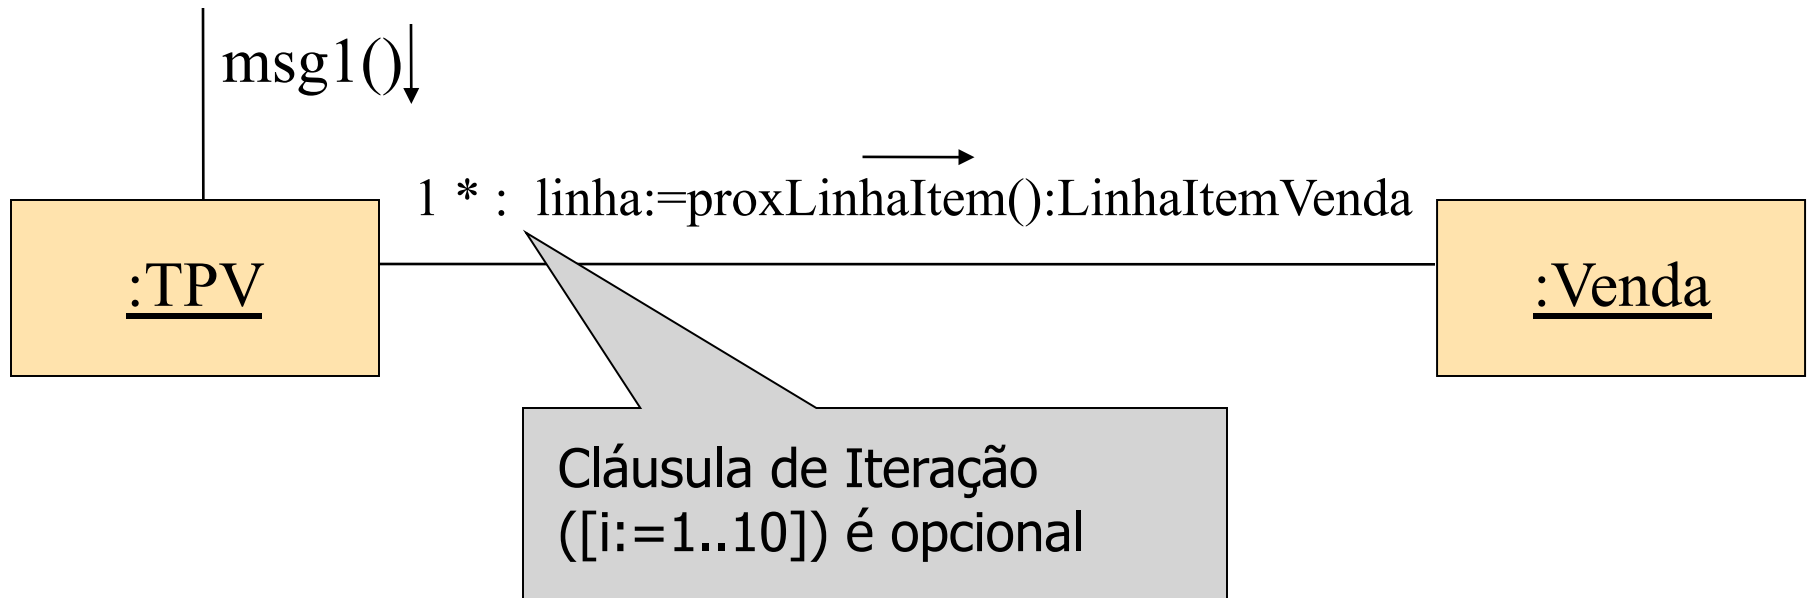 msg1()
1 * : linha:=proxLinhaItem():LinhaItemVenda
:TPV
:Venda
Cláusula de Iteração
([i:=1..10]) é opcional